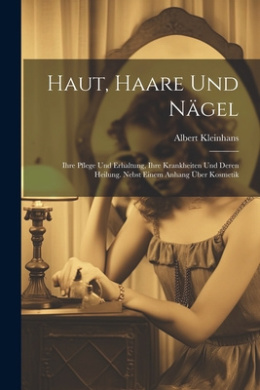 Haut, Haare Und
Nägel
Albert Kleinhans
Ihre Pflege Und Erhaltung, Ihre Krankheiten Und Deren
Heilung. Nebst Einem Anhang Über Kosmetik